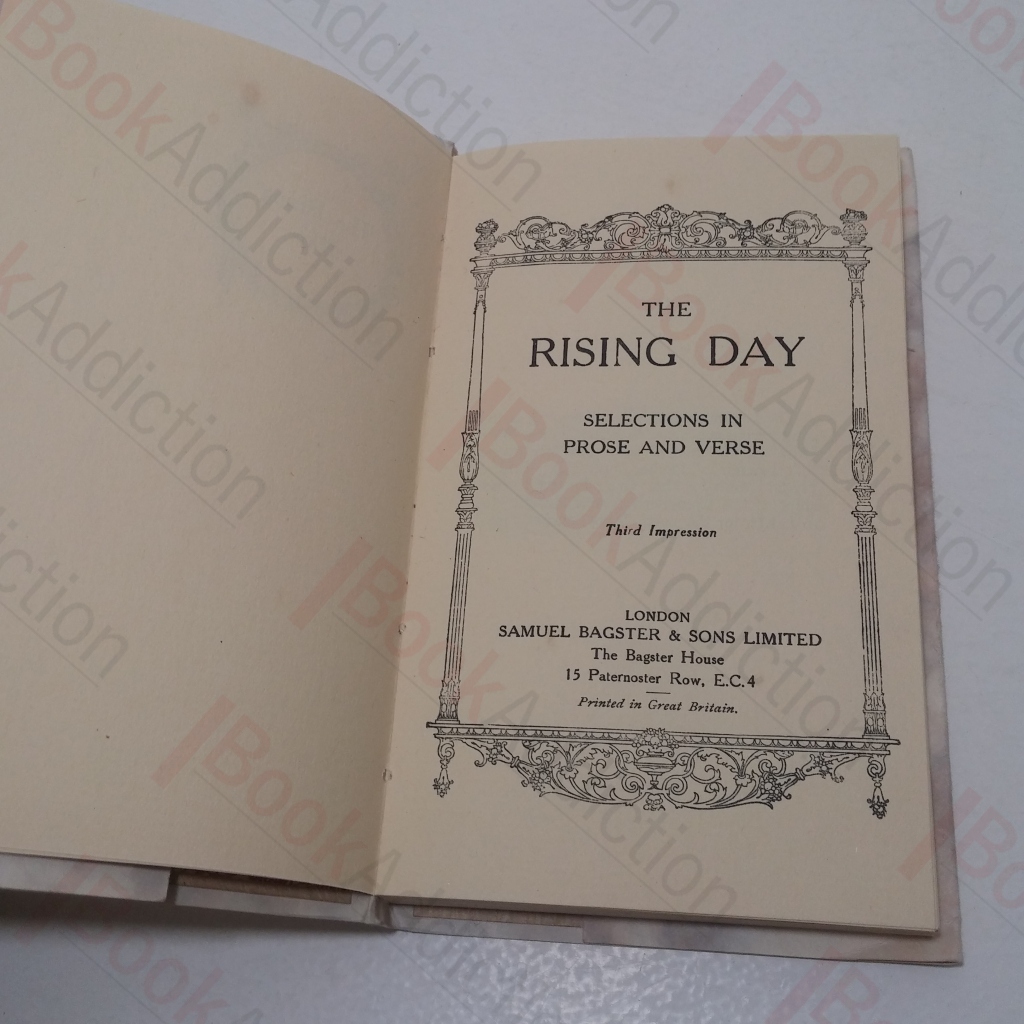 THE
RISING DAY
SELECTIONS IN
PROSE AND VERSE
Third Impression
LONDON
SAMUEL BAGSTER & SONS LIMITED
The Bagster House
15 Paternoster Row, E.C.4
Printed in Great Britain.
BookAddiction